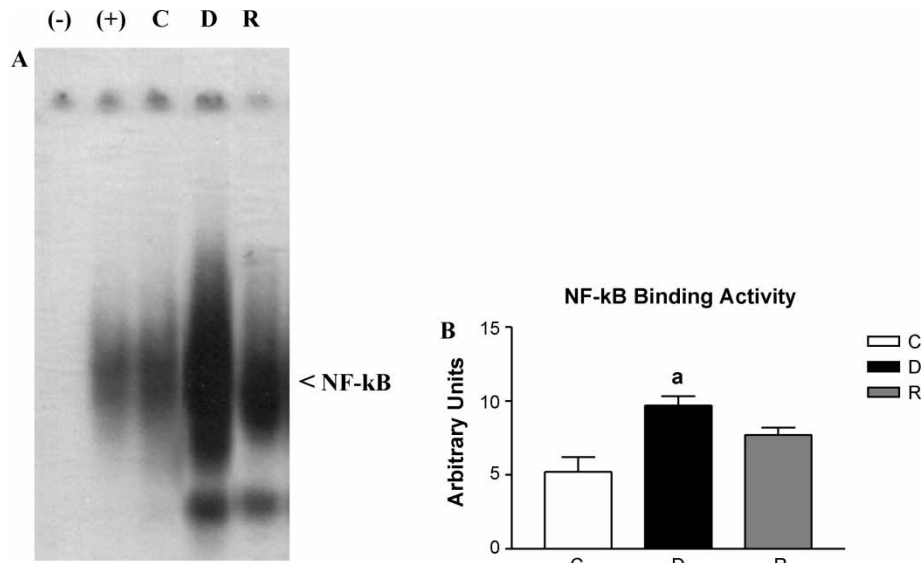 (-) (+) C D R
A
< NF-kB
NF-kB Binding Activity
B
15
10
5
0
Arbitrary Units
a
C
D
R
C D R